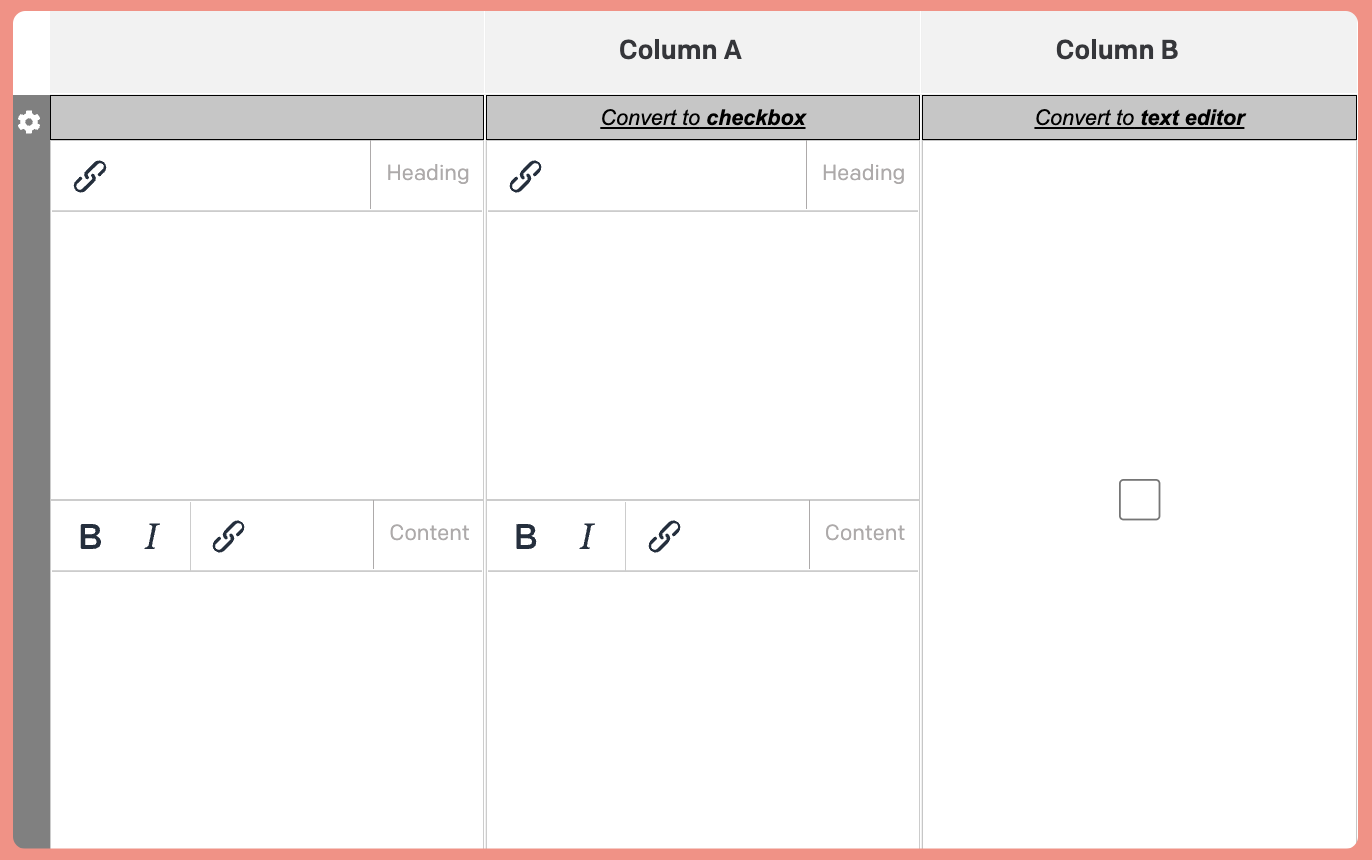 Column A
Column B
Convert to checkbox
Convert to text editor
Heading
Heading
B I
Content
B I
Content